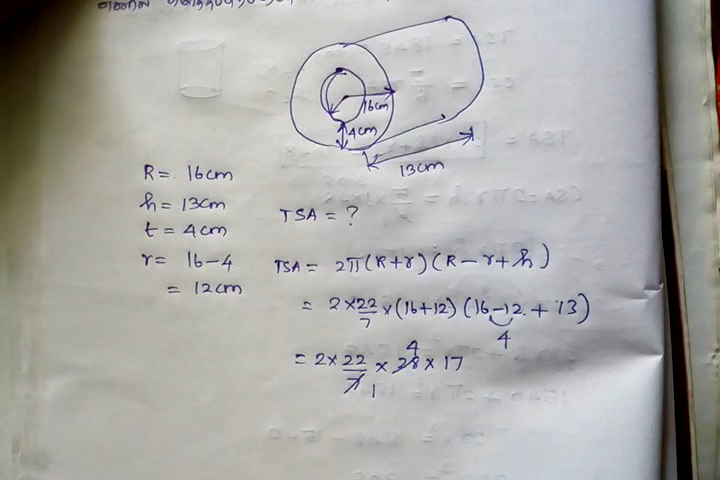 16cm
4cm
13cm
R = 16cm
h = 13cm
t = 4cm
r = 16-4
= 12cm
TSA = ?
TSA = 2π(R+r)(R-r+h)
= 2×22/7×(16+12)(16-12+13)
4
= 2×22/7 × 28 × 17
4
1